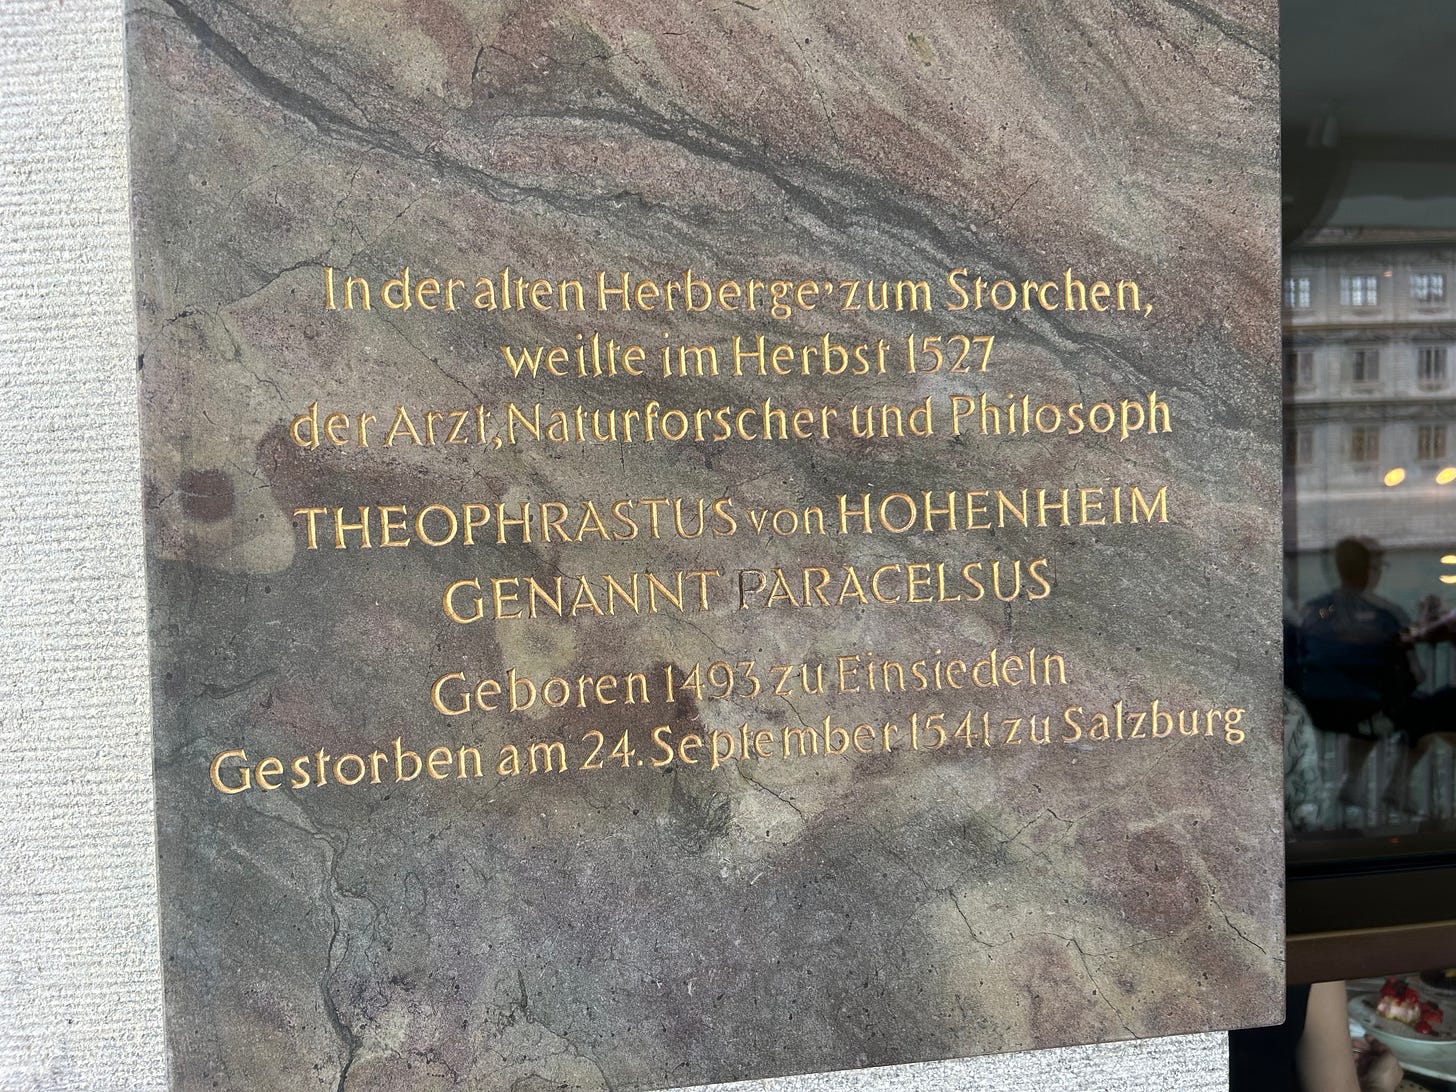 In der alten Herberge’zum Storchen,
weilte im Herbst 1527
der Arzt, Naturforscher und Philosoph
THEOPHRASTUS von HOHENHEIM
GENANNT PARACELSUS
Geboren 1493 zu Einsiedeln
Gestorben am 24. September 1541 zu Salzburg